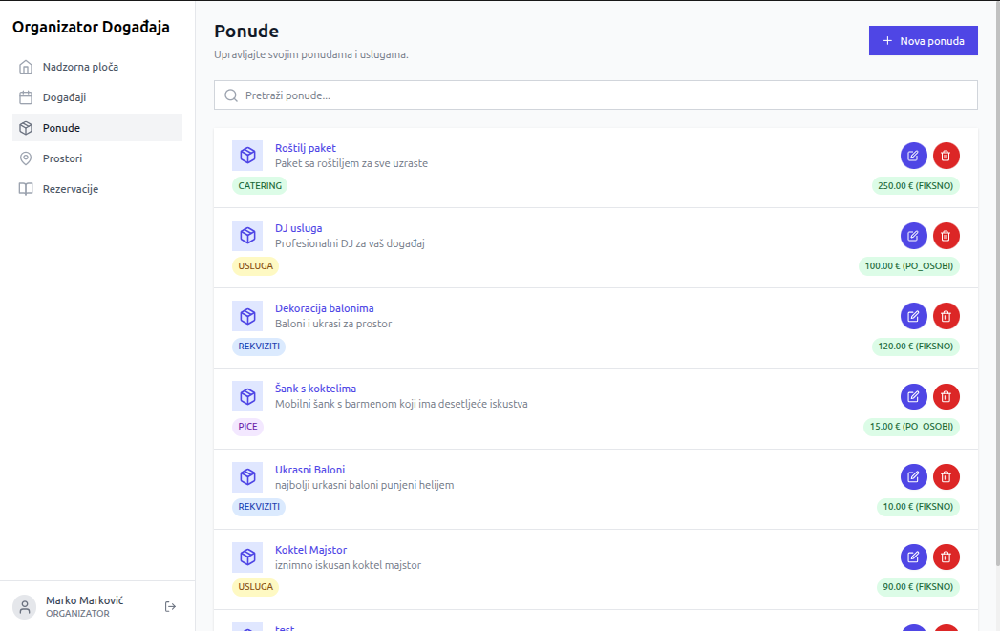 Organizator Događaja
Nadzorna ploča
Događaji
Ponude
Prostori
Rezervacije
Marko Marković
ORGANIZATOR
Ponude
Upravljajte svojim ponudama i uslugama.
Nova ponuda
Pretraži ponude...
Roštilj paket
Paket sa roštiljem za sve uzraste
CATERING
250.00 € (FIKSNO)
DJ usluga
Profesionalni DJ za vaš događaj
USLUGA
100.00 € (PO_OSOBI)
Dekoracija balonima
Baloni i ukrasi za prostor
REKVIZITI
120.00 € (FIKSNO)
Šank s koktelima
Mobilni šank s barmenom koji ima desetljeće iskustva
PICE
15.00 € (PO_OSOBI)
Ukrasni Baloni
najbolji urkasni baloni punjeni helijem
REKVIZITI
10.00 € (FIKSNO)
Koktel Majstor
iznimno iskusan koktel majstor
USLUGA
90.00 € (FIKSNO)
test